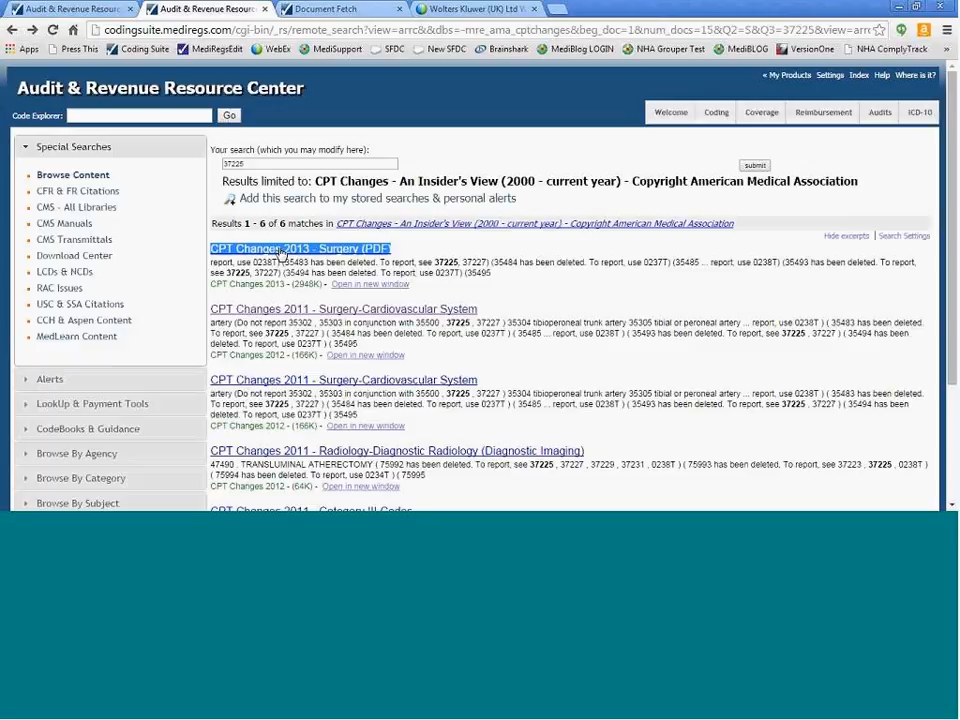 Audit & Revenue Resourc
Audit & Revenue Resourc
Document Fetch
Wolters Kluwer (UK) Ltd W
codingsuite.mediregs.com/cgi-bin/_rs/remote_search?view=arrc&&dbs=mre_ama_cptchanges&beg_doc=1&num_docs=15&Q2=S&Q3=37225&view=arrc
Apps Press This Coding Suite MediRegsEdit WebEx MediSupport SFDC New SFDC Brainshark MediBlog LOGIN NHA Grouper Test MediBLOG VersionOne NHA ComplyTrack
« My Products Settings Index Help Where is it?
Audit & Revenue Resource Center
Code Explorer: Go
Welcome Coding Coverage Reimbursement Audits ICD-10
Special Searches
Browse Content
CFR & FR Citations
CMS - All Libraries
CMS Manuals
CMS Transmittals
Download Center
LCDs & NCDs
RAC Issues
USC & SSA Citations
CCH & Aspen Content
MedLearn Content
Alerts
LookUp & Payment Tools
CodeBooks & Guidance
Browse By Agency
Browse By Category
Browse By Subject
Your search (which you may modify here):
37225 submit
Results limited to: CPT Changes - An Insider's View (2000 - current year) - Copyright American Medical Association
Add this search to my stored searches & personal alerts
Results 1 - 6 of 6 matches in CPT Changes - An Insider's View (2000 - current year) - Copyright American Medical Association
Hide excerpts | Search Settings
CPT Changes 2013 - Surgery (PDF)
report, use 0238T) (35483 has been deleted. To report, see 37225, 37227) (35484 has been deleted. To report, use 0237T) (35485 ... report, use 0238T) (35493 has been deleted. To report,
see 37225, 37227) (35494 has been deleted. To report, use 0237T) (35495
CPT Changes 2013 - (2948K) - Open in new window
CPT Changes 2011 - Surgery-Cardiovascular System
artery (Do not report 35302, 35303 in conjunction with 35500 , 37225 , 37227 ) 35304 tibioperoneal trunk artery 35305 tibial or peroneal artery ... report, use 0238T ) ( 35483 has been deleted.
To report, see 37225 , 37227 ) ( 35484 has been deleted. To report, use 0237T ) ( 35485 ... report, use 0238T ) ( 35493 has been deleted. To report, see 37225 , 37227 ) ( 35494 has been
deleted. To report, use 0237T ) ( 35495
CPT Changes 2012 - (166K) - Open in new window
CPT Changes 2011 - Surgery-Cardiovascular System
artery (Do not report 35302, 35303 in conjunction with 35500 , 37225 , 37227 ) 35304 tibioperoneal trunk artery 35305 tibial or peroneal artery ... report, use 0238T ) ( 35483 has been deleted.
To report, see 37225 , 37227 ) ( 35484 has been deleted. To report, use 0237T ) ( 35485 ... report, use 0238T ) ( 35493 has been deleted. To report, see 37225 , 37227 ) ( 35494 has been
deleted. To report, use 0237T ) ( 35495
CPT Changes 2012 - (166K) - Open in new window
CPT Changes 2011 - Radiology-Diagnostic Radiology (Diagnostic Imaging)
47490 . TRANSLUMINAL ATHERECTOMY ( 75992 has been deleted. To report, see 37225 , 37227 , 37229 , 37231 , 0238T ) ( 75993 has been deleted. To report, see 37223 , 37225 , 0238T )
( 75994 has been deleted. To report, use 0234T ) ( 75995
CPT Changes 2012 - (64K) - Open in new window
CPT Changes 2011 - Category III Codes